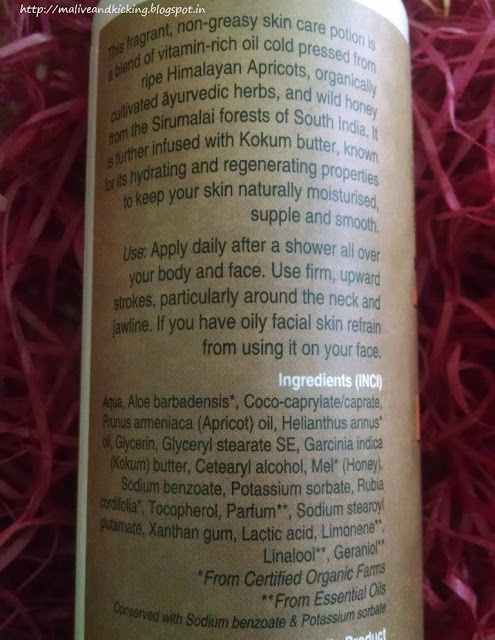 http://maliveandkicking.blogspot.in
This fragrant, non-greasy skin care potion is
a blend of vitamin-rich oil cold pressed from
ripe Himalayan Apricots, organically
cultivated āyurvedic herbs, and wild honey
from the Sirumalai forests of South India. It
is further infused with Kokum butter, known
for its hydrating and regenerating properties
to keep your skin naturally moisturised,
supple and smooth.
Use: Apply daily after a shower all over
your body and face. Use firm, upward
strokes, particularly around the neck and
jawline. If you have oily facial skin refrain
from using it on your face.
Ingredients (INCI)
Aqua, Aloe barbadensis*, Coco-caprylate/caprate,
Prunus armeniaca (Apricot) oil, Helianthus annus*
oil, Glycerin, Glyceryl stearate SE, Garcinia indica
(Kokum) butter, Cetearyl alcohol, Mel* (Honey),
Sodium benzoate, Potassium sorbate, Rubia
cordifolia*, Tocopherol, Parfum**, Sodium stearoyl
glutamate, Xanthan gum, Lactic acid, Limonene**,
Linalool**, Geraniol**
*From Certified Organic Farms
**From Essential Oils
Conserved with Sodium benzoate & Potassium sorbate
Product